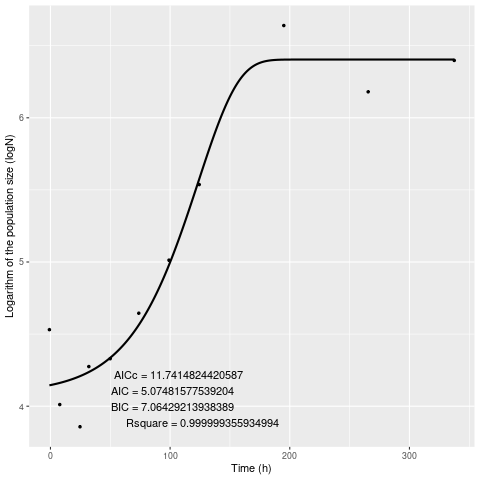 Logarithm of the population size (logN)
6
5
4
AICc = 11.7414824420587
AIC = 5.07481577539204
BIC = 7.06429213938389
Rsquare = 0.999999355934994
0 100 200 300
Time (h)